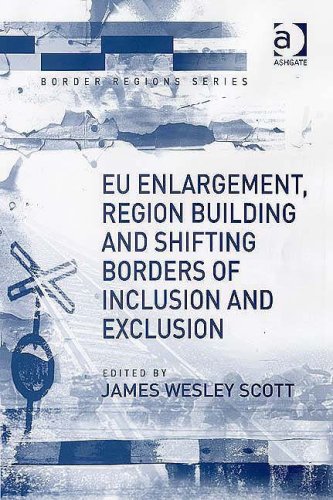 a
ASHGATE
BORDER REGIONS SERIES
EU ENLARGEMENT,
REGION BUILDING
AND SHIFTING
BORDERS OF
INCLUSION AND
EXCLUSION
EDITED BY
JAMES WESLEY SCOTT